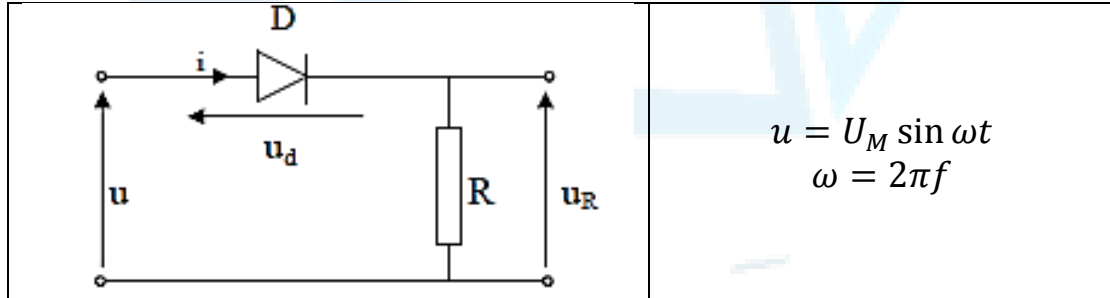 D
i
u_d
u
R
u_R
u = U_M sin ωt
ω = 2πf